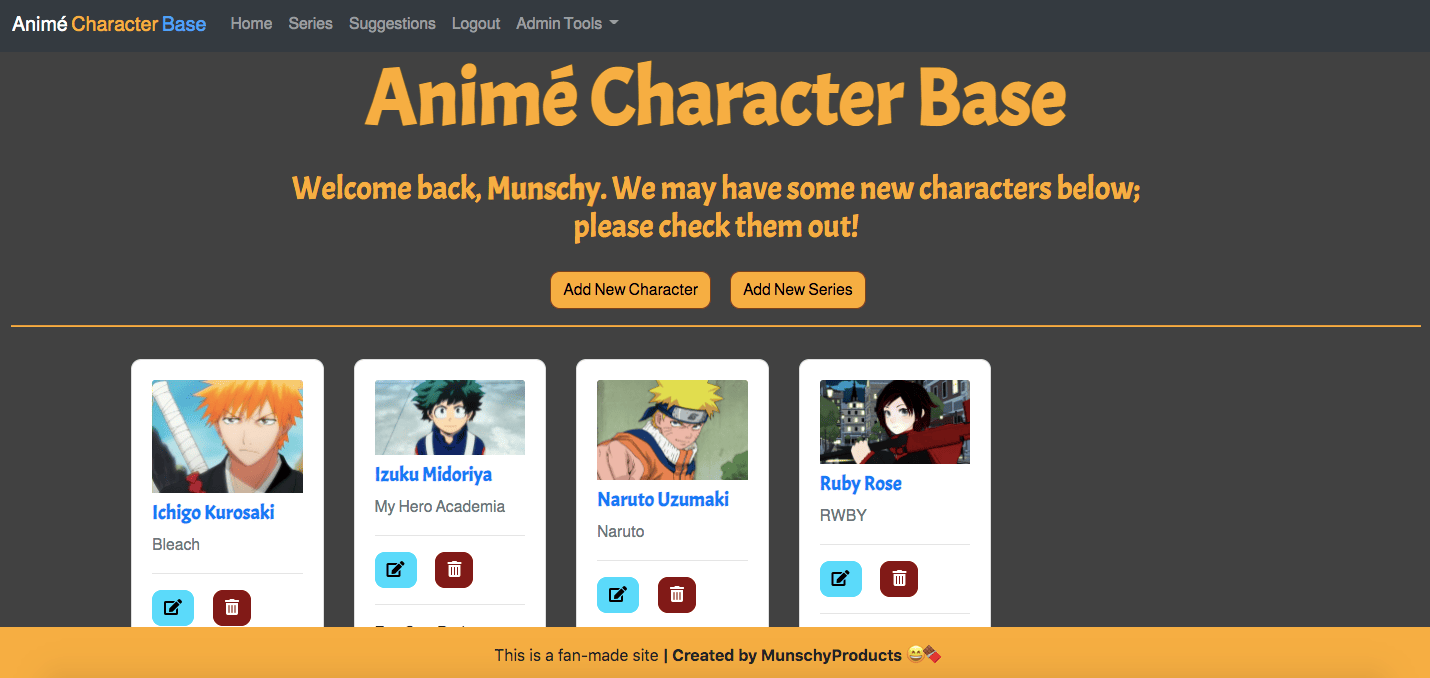 Animé Character Base Home Series Suggestions Logout Admin Tools
Animé Character Base
Welcome back, Munschy. We may have some new characters below;
please check them out!
Add New Character Add New Series
Ichigo Kurosaki
Bleach
Izuku Midoriya
My Hero Academia
Naruto Uzumaki
Naruto
Ruby Rose
RWBY
This is a fan-made site | Created by MunschyProducts 😄🍫